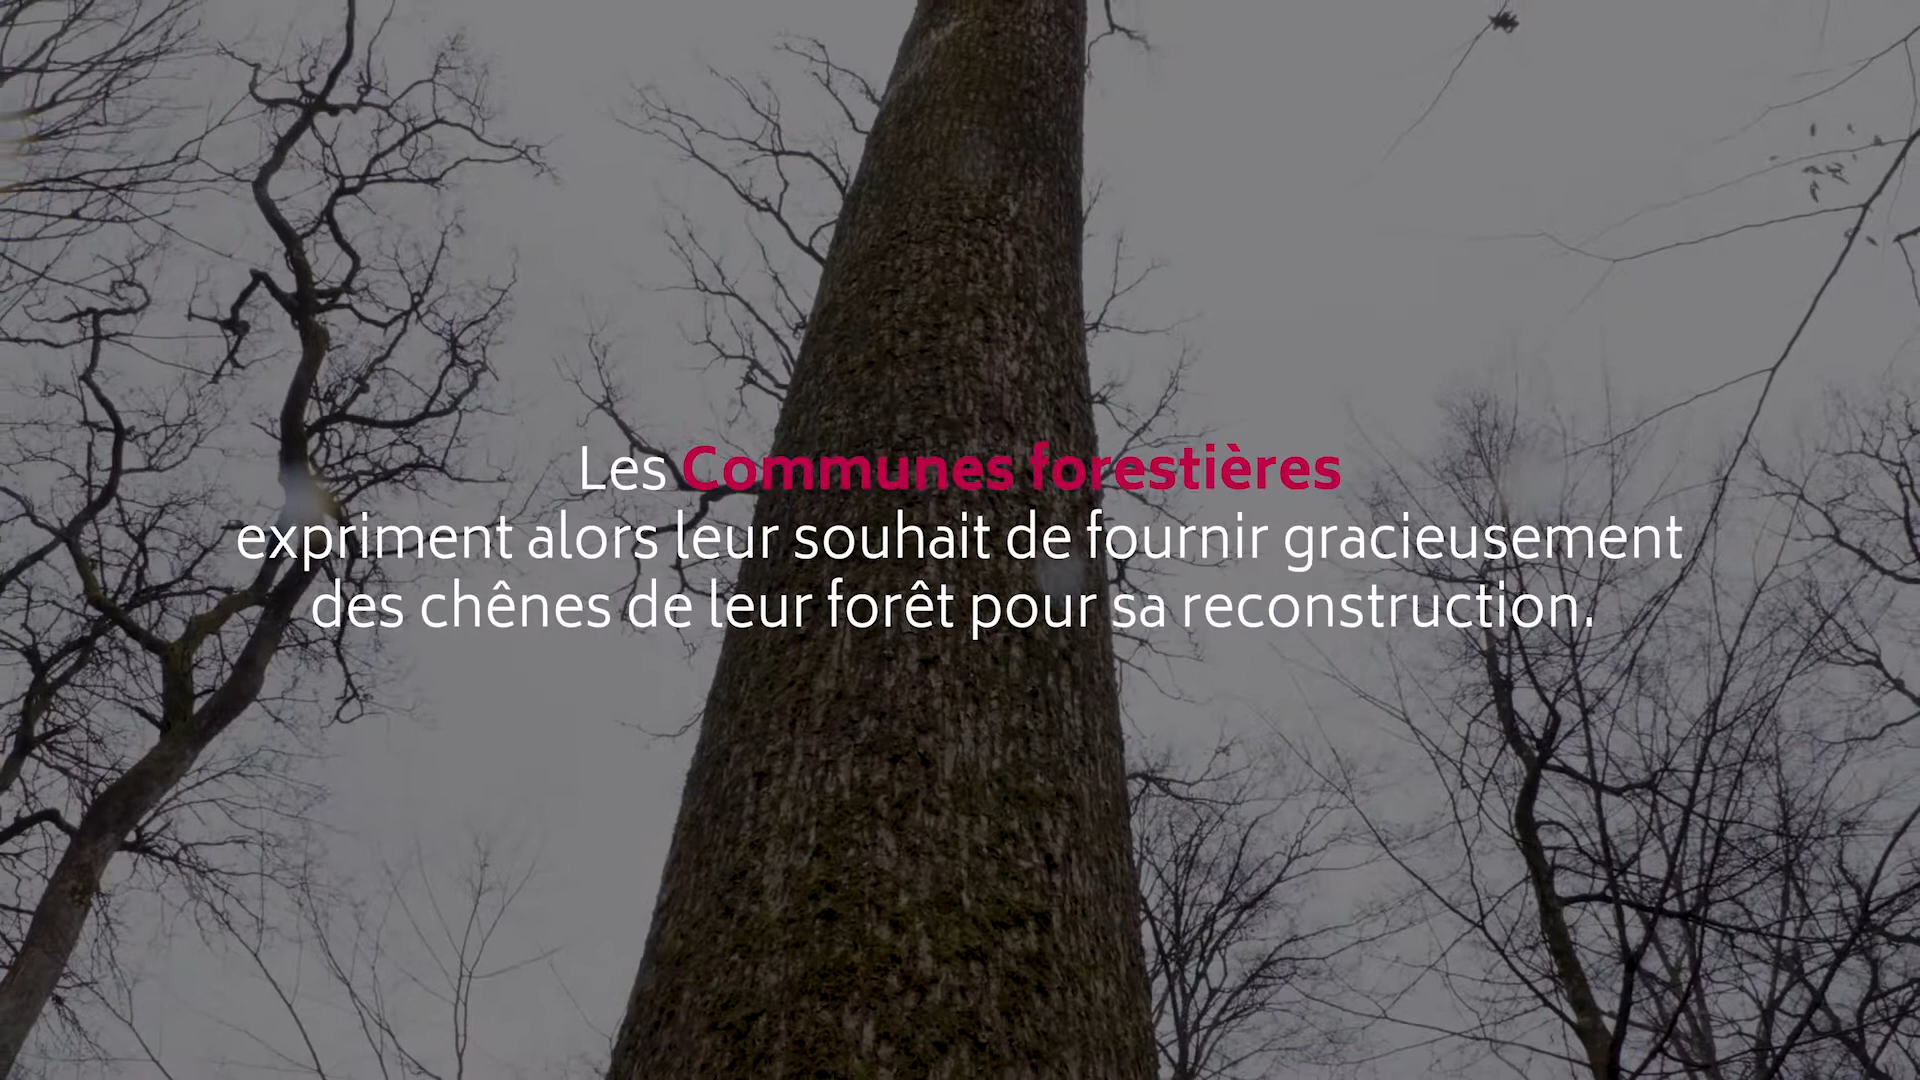 Les Communes forestières
expriment alors leur souhait de fournir gracieusement
des chênes de leur forêt pour sa reconstruction.